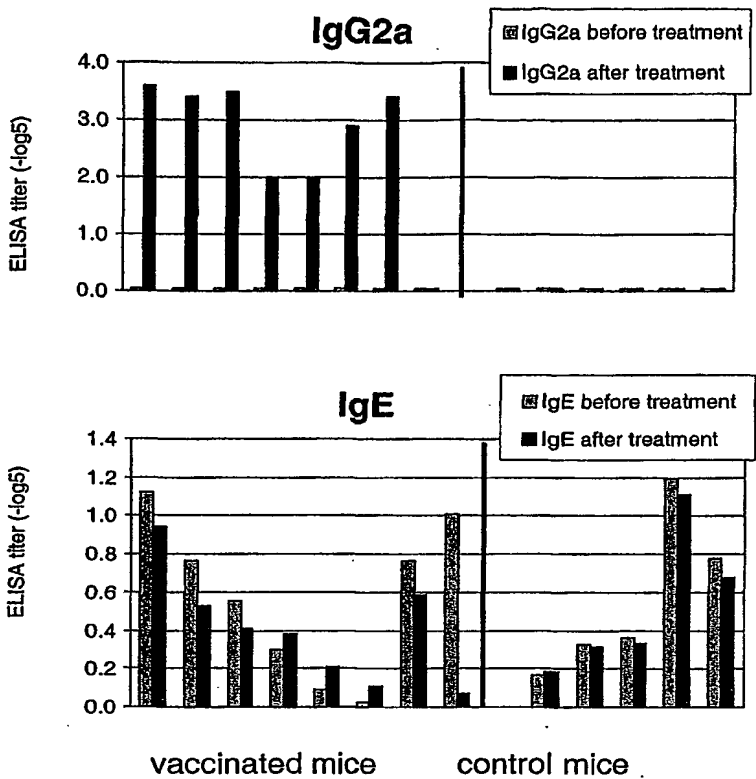 IgG2a
IgG2a before treatment
IgG2a after treatment
ELISA titer (-log5)
4.0
3.0
2.0
1.0
0.0
IgE
IgE before treatment
IgE after treatment
ELISA titer (-log5)
1.4
1.2
1.0
0.8
0.6
0.4
0.2
0.0
vaccinated mice
control mice